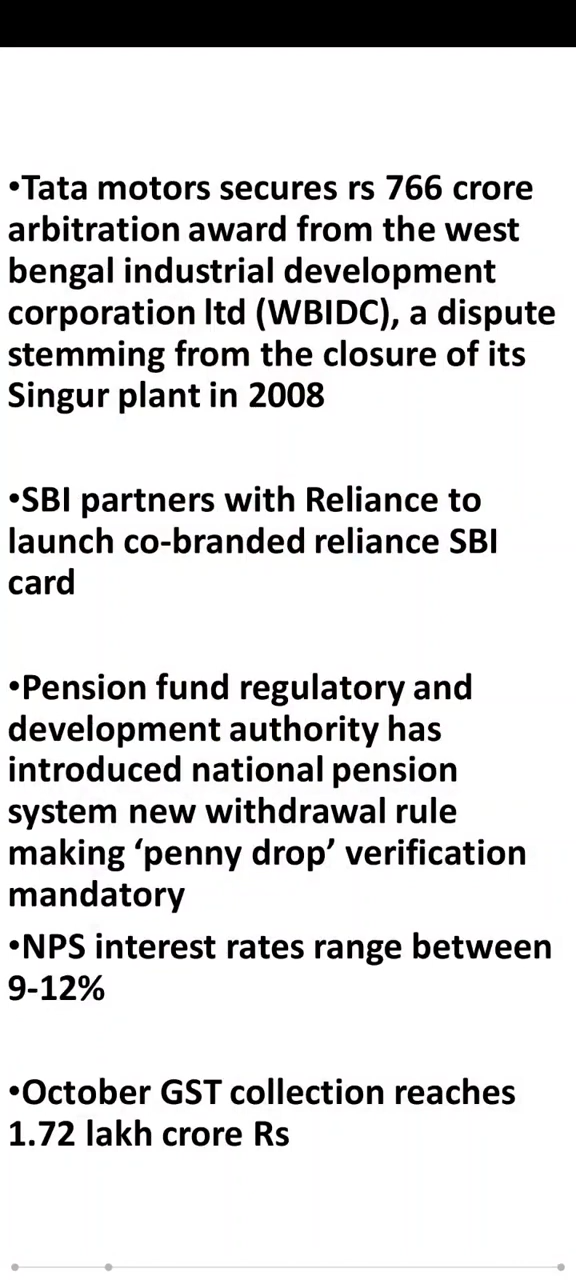 •Tata motors secures rs 766 crore
arbitration award from the west
bengal industrial development
corporation ltd (WBIDC), a dispute
stemming from the closure of its
Singur plant in 2008
•SBI partners with Reliance to
launch co-branded reliance SBI
card
•Pension fund regulatory and
development authority has
introduced national pension
system new withdrawal rule
making ‘penny drop’ verification
mandatory
•NPS interest rates range between
9-12%
•October GST collection reaches
1.72 lakh crore Rs